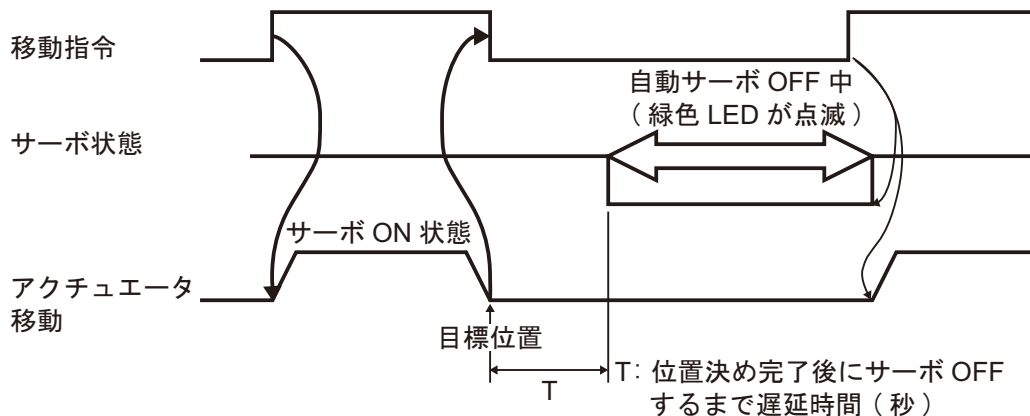 移動指令
自動サーボ OFF 中
( 緑色 LED が点滅 )
サーボ状態
サーボ ON 状態
アクチュエータ
移動
目標位置
T
T: 位置決め完了後にサーボ OFF
するまで遅延時間 ( 秒 )